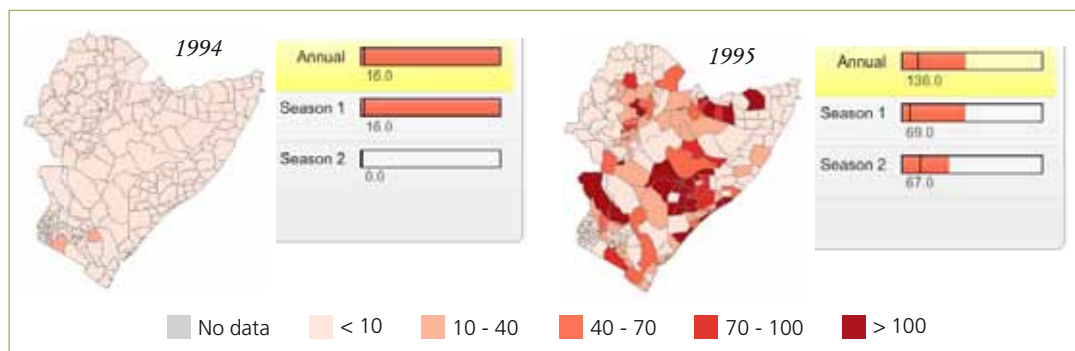 1994
Annual
16.0
Season 1
16.0
Season 2
0.0
1995
Annual
136.0
Season 1
69.0
Season 2
67.0
No data
< 10
10 - 40
40 - 70
70 - 100
> 100